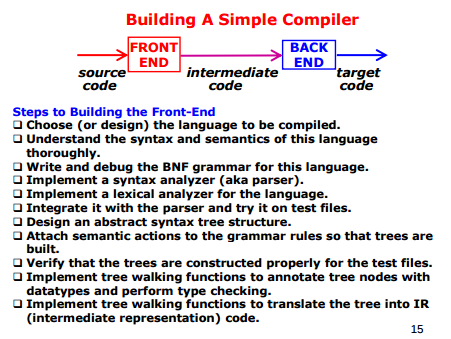 Building A Simple Compiler
FRONT
END
BACK
END
source
code
intermediate
code
target
code
Steps to Building the Front-End
❑ Choose (or design) the language to be compiled.
❑ Understand the syntax and semantics of this language
thoroughly.
❑ Write and debug the BNF grammar for this language.
❑ Implement a syntax analyzer (aka parser).
❑ Implement a lexical analyzer for the language.
❑ Integrate it with the parser and try it on test files.
❑ Design an abstract syntax tree structure.
❑ Attach semantic actions to the grammar rules so that trees are
built.
❑ Verify that the trees are constructed properly for the test files.
❑ Implement tree walking functions to annotate tree nodes with
datatypes and perform type checking.
❑ Implement tree walking functions to translate the tree into IR
(intermediate representation) code.
15